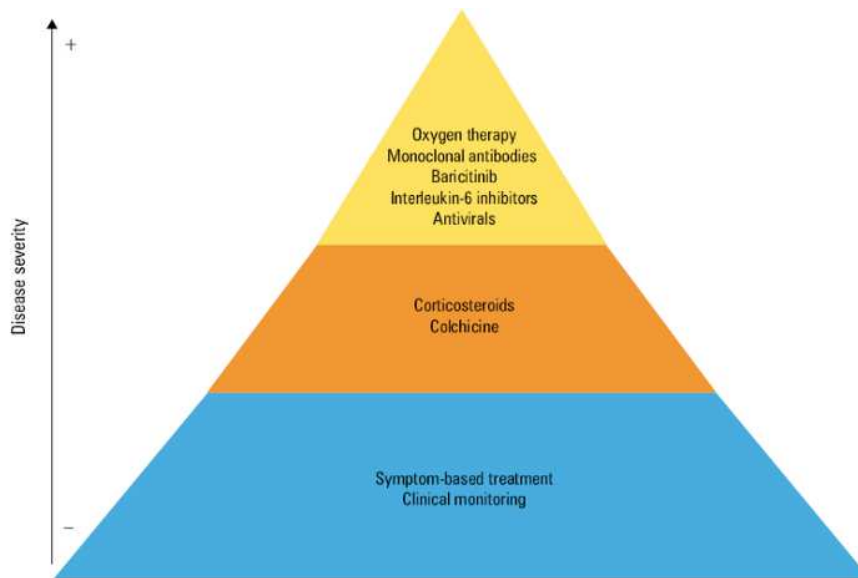 +
Oxygen therapy
Monoclonal antibodies
Baricitinib
Interleukin-6 inhibitors
Antivirals
Disease severity
Corticosteroids
Colchicine
Symptom-based treatment
Clinical monitoring
–